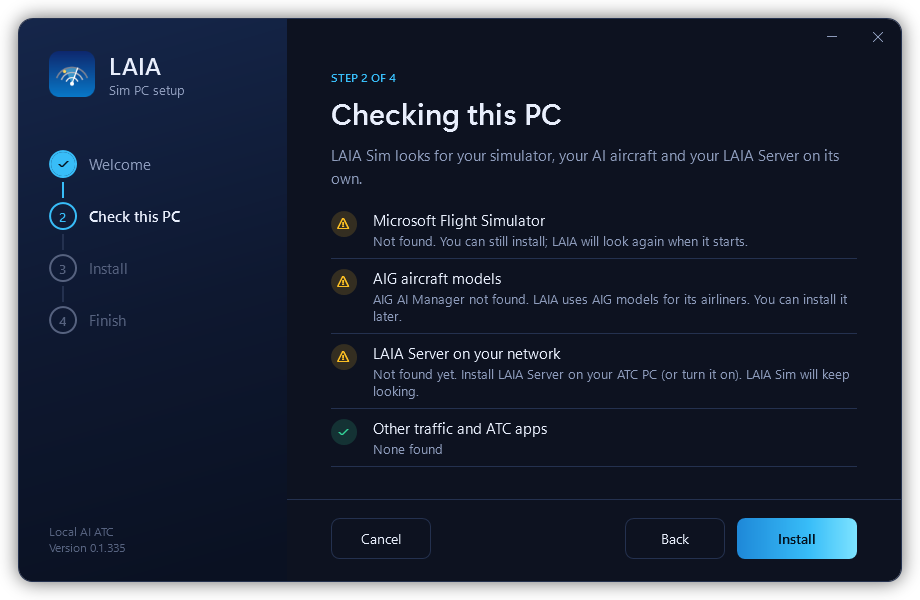 LAIA
Sim PC setup
Welcome
2
Check this PC
3
Install
4
Finish
Local AI ATC
Version 0.1.335
STEP 2 OF 4
Checking this PC
LAIA Sim looks for your simulator, your AI aircraft and your LAIA Server on its
own.
Microsoft Flight Simulator
Not found. You can still install; LAIA will look again when it starts.
AIG aircraft models
AIG AI Manager not found. LAIA uses AIG models for its airliners. You can install it
later.
LAIA Server on your network
Not found yet. Install LAIA Server on your ATC PC (or turn it on). LAIA Sim will keep
looking.
Other traffic and ATC apps
None found
Cancel
Back
Install